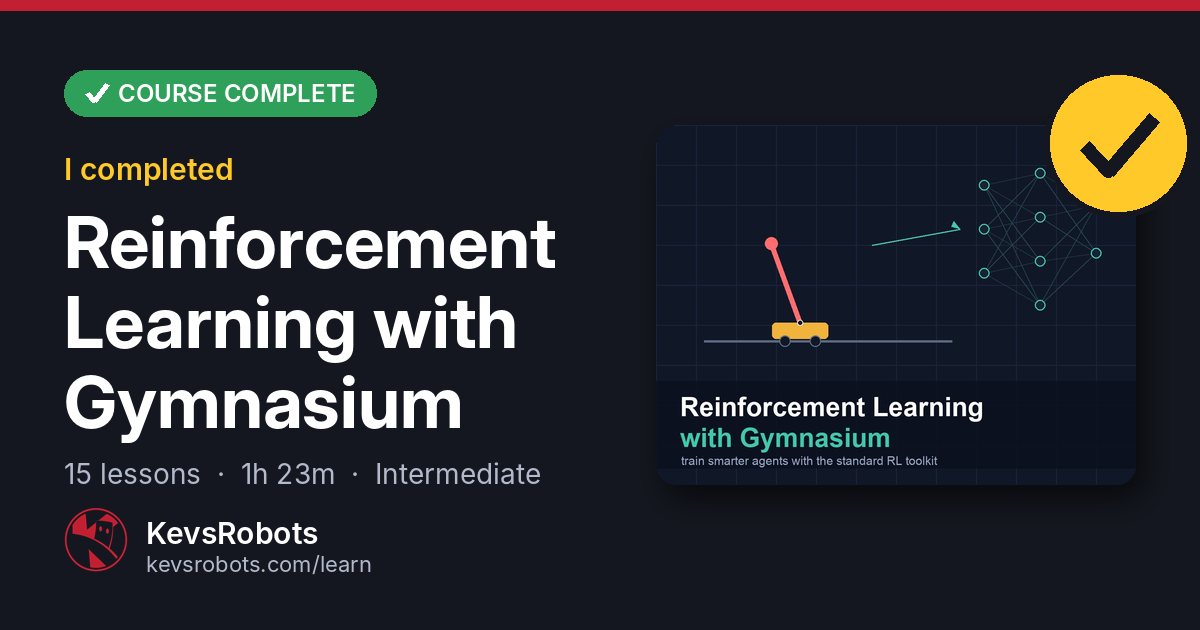 COURSE COMPLETE
I completed
Reinforcement
Learning with
Gymnasium
15 lessons · 1h 23m · Intermediate
KevsRobots
kevsrobots.com/learn
Reinforcement Learning
with Gymnasium
train smarter agents with the standard RL toolkit